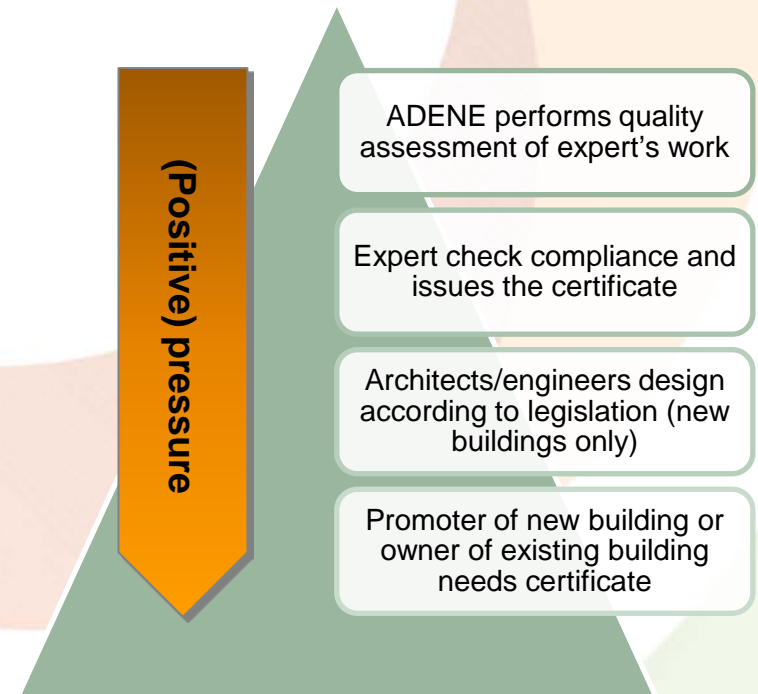 (Positive) pressure
ADENE performs quality
assessment of expert's work
Expert check compliance and
issues the certificate
Architects/engineers design
according to legislation (new
buildings only)
Promoter of new building or
owner of existing building
needs certificate